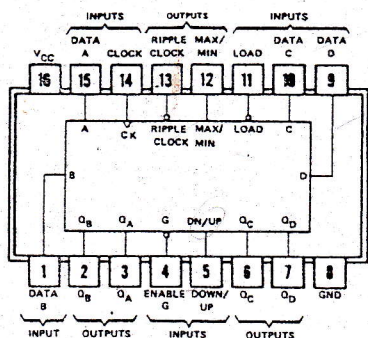 INPUTS OUTPUTS INPUTS
DATA RIPPLE MAX/ DATA DATA
VCC A CLOCK CLOCK MIN LOAD C D
16 15 14 13 12 11 10 9
A CK RIPPLE MAX/ LOAD C
CLOCK MIN
B D
QB QA G DN/UP QC QD
1 2 3 4 5 6 7 8
DATA QB QA ENABLE DOWN/ QC QD GND
B G UP
INPUT OUTPUTS INPUTS OUTPUTS